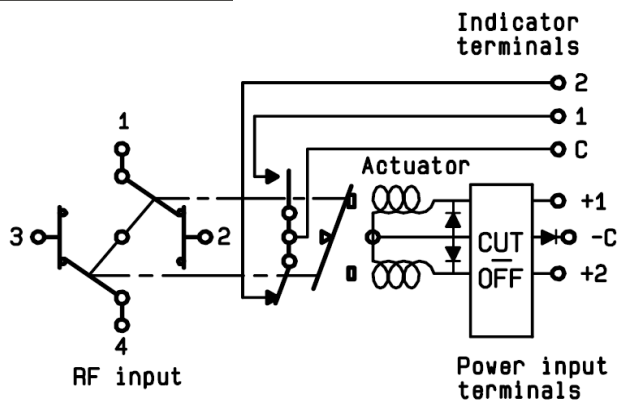 Indicator
terminals
2
1
C
1
Actuator
+1
3
2
CUT
OFF
-C
+2
4
RF input
Power input
terminals